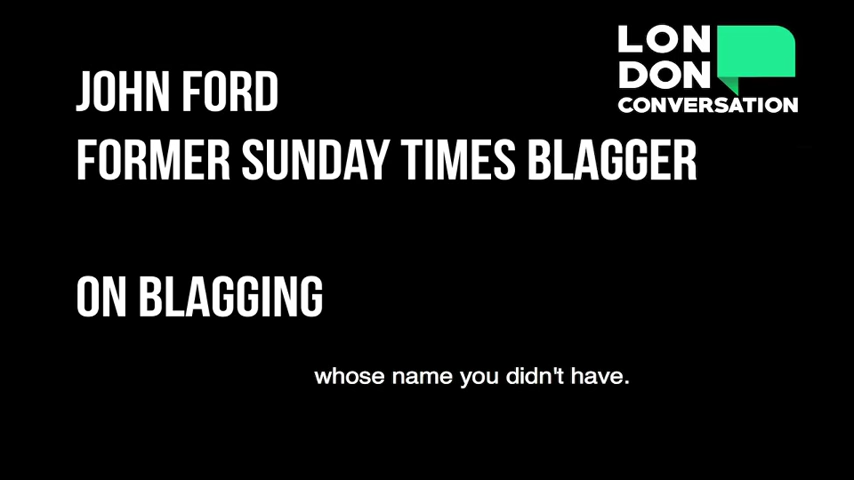 LON
DON
CONVERSATION
JOHN FORD
FORMER SUNDAY TIMES BLAGGER
ON BLAGGING
whose name you didn't have.